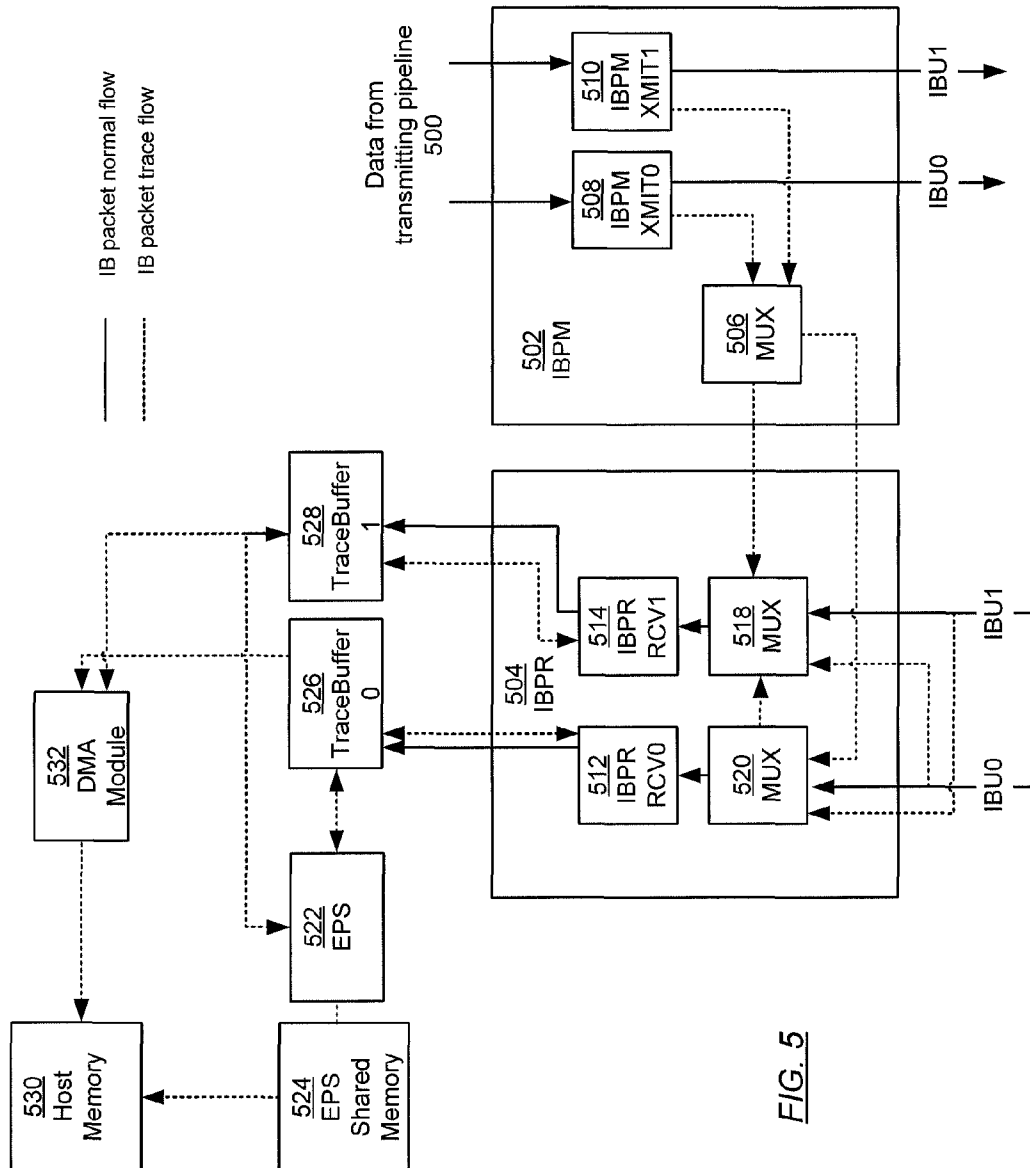 IB packet normal flow
IB packet trace flow
Data from
transmitting pipeline
500
502
IBPM
510
IBPM
XMIT1
508
IBPM
XMIT0
506
MUX
IBU1
IBU0
532
DMA
Module
530
Host
Memory
528
TraceBuffer
1
526
TraceBuffer
0
522
EPS
524
EPS
Shared
Memory
504
IBPR
514
IBPR
RCV1
512
IBPR
RCV0
518
MUX
520
MUX
IBU1
IBU0
FIG. 5